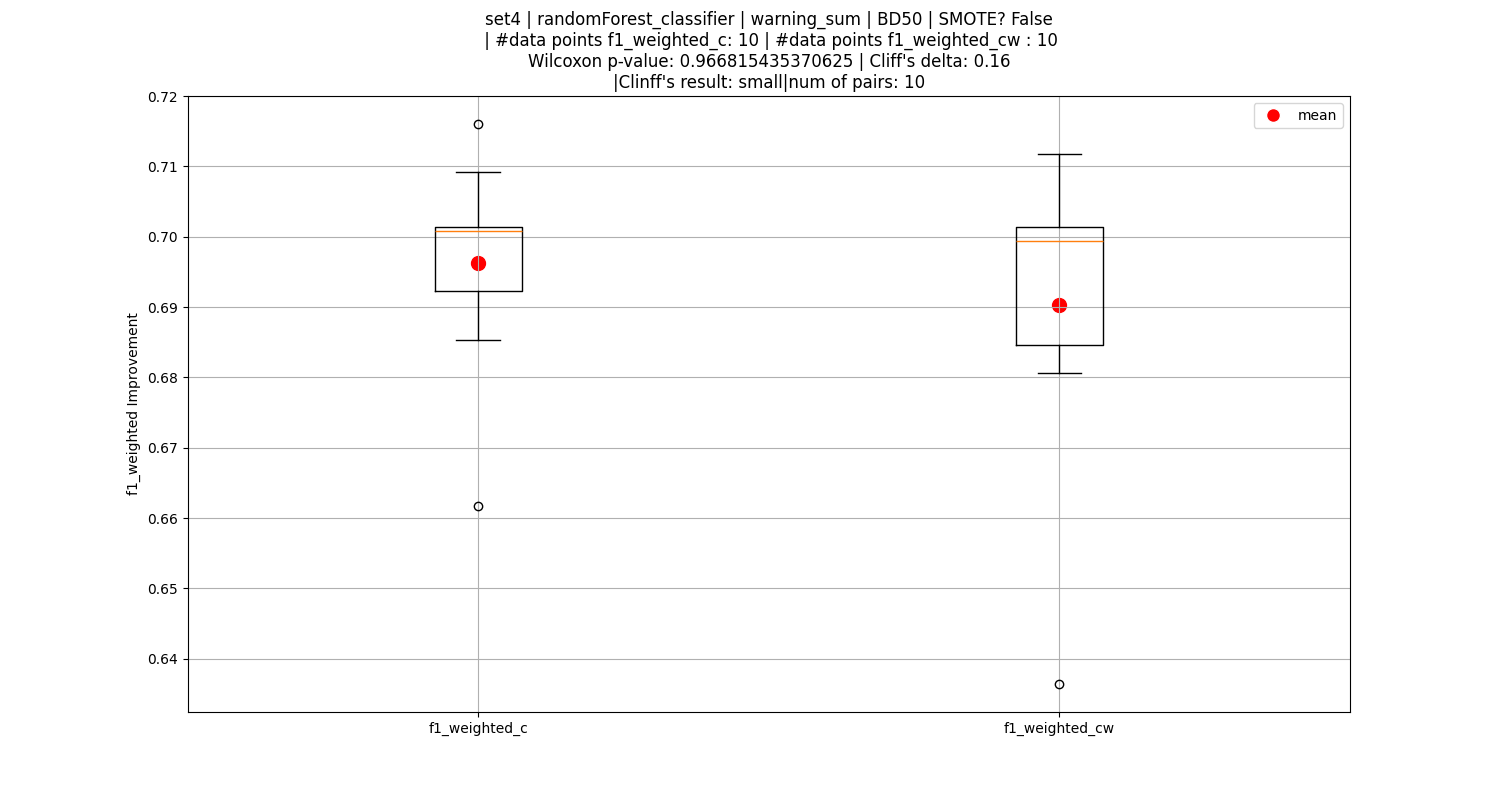 set4 | randomForest_classifier | warning_sum | BD50 | SMOTE? False
| #data points f1_weighted_c: 10 | #data points f1_weighted_cw : 10
Wilcoxon p-value: 0.966815435370625 | Cliff's delta: 0.16
|Clinff's result: small|num of pairs: 10
mean
0.72
0.71
0.70
0.69
0.68
0.67
0.66
0.65
0.64
f1_weighted Improvement
f1_weighted_c
f1_weighted_cw